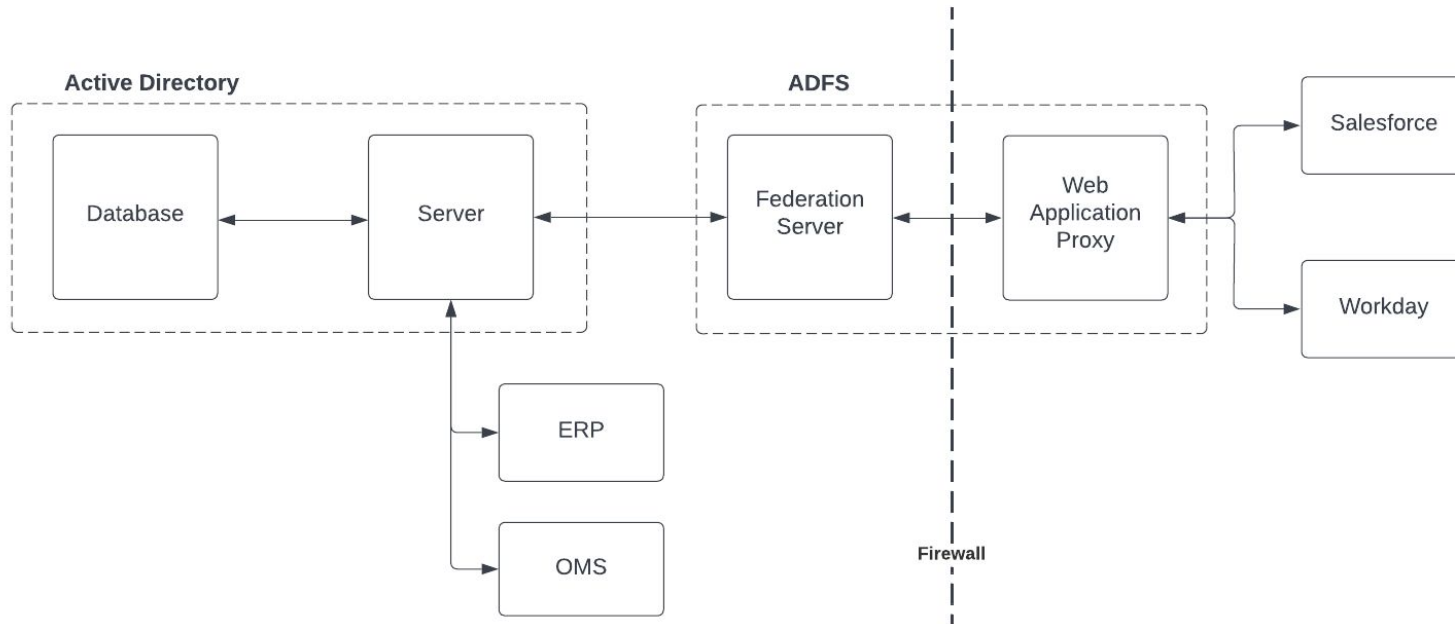 Active Directory
ADFS
Salesforce
Database
Server
Federation
Server
Web
Application
Proxy
Workday
ERP
OMS
Firewall